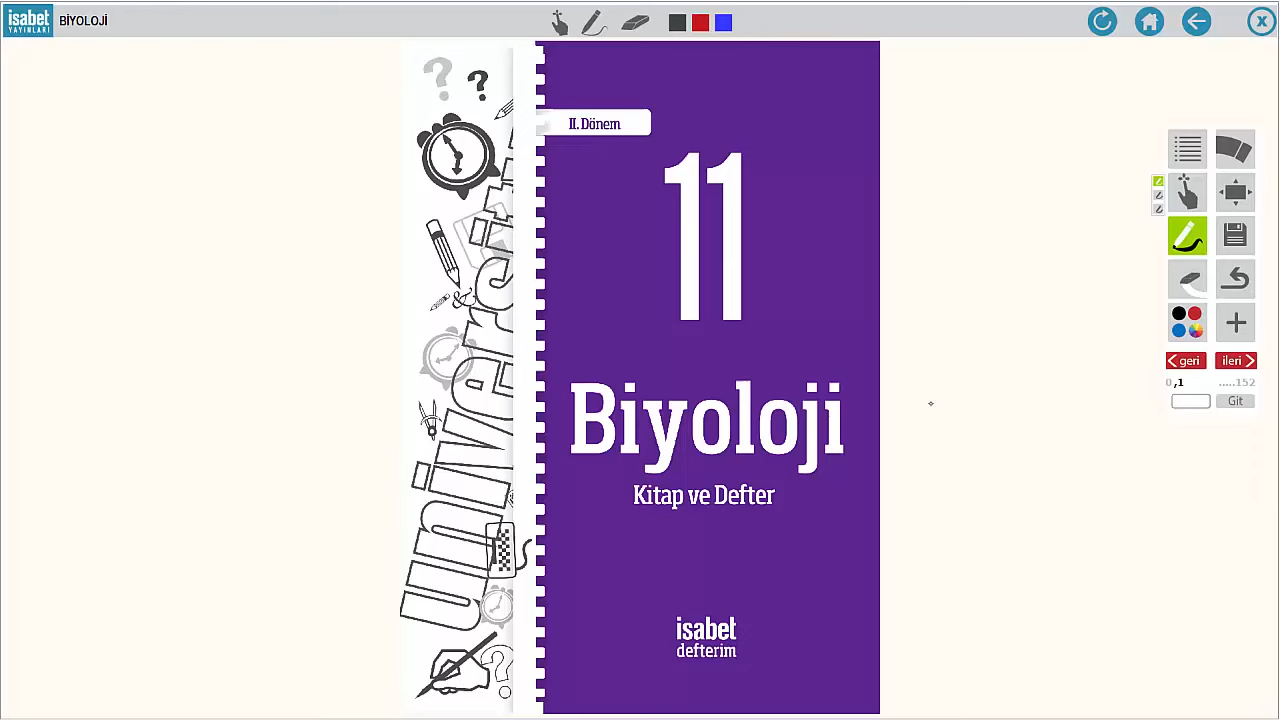 isabet
YAYINLARI
BİYOLOJİ
II. Dönem
11
Biyoloji
Kitap ve Defter
isabet
defterim
üniversite
&
geri
ileri
0 ,1 .....152
Git